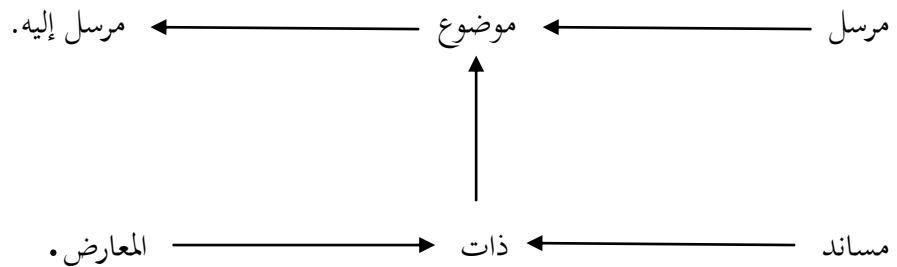 مرسل موضوع مرسل إليه.
مساند ذات المعارض.